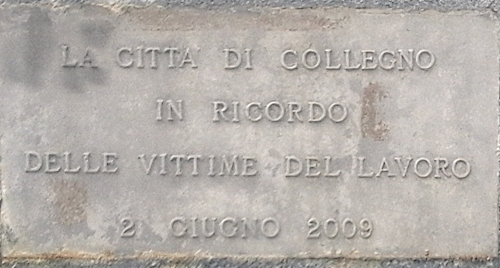 LA CITTA DI COLLEGNO
IN RICORDO
DELLE VITTIME DEL LAVORO
2 GIUGNO 2009